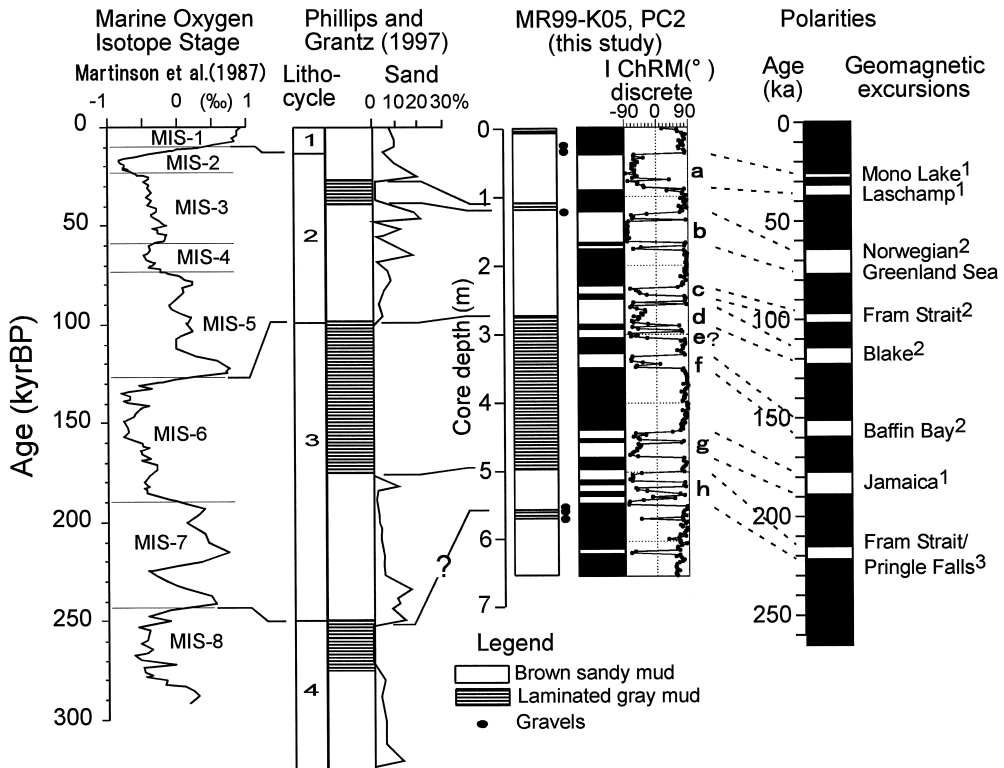 Marine Oxygen
Isotope Stage
Martinson et al.(1987)
-1 0 (‰) 1
Age (kyrBP)
0
50
100
150
200
250
300
MIS-1
MIS-2
MIS-3
MIS-4
MIS-5
MIS-6
MIS-7
MIS-8
Phillips and
Grantz (1997)
Litho-
cycle
Sand
0 10 20 30%
1
2
3
4
?
MR99-K05, PC2
(this study)
I ChRM(°)
discrete
-90 0 90
Core depth (m)
0
1
2
3
4
5
6
7
a
b
c
d
e?
f
g
h
Polarities
Age
(ka)
Geomagnetic
excursions
0
50
100
150
200
250
Mono Lake1
Laschamp1
Norwegian2
Greenland Sea
Fram Strait2
Blake2
Baffin Bay2
Jamaica1
Fram Strait/
Pringle Falls3
Legend
Brown sandy mud
Laminated gray mud
Gravels